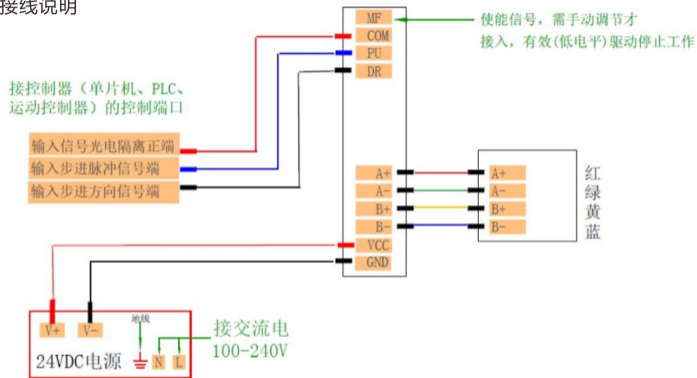 接线说明
MF
COM
PU
DR
使能信号，需手动调节才
接入，有效(低电平)驱动停止工作
接控制器（单片机、PLC、
运动控制器）的控制端口
输入信号光电隔离正端
输入步进脉冲信号端
输入步进方向信号端
A+
A-
B+
B-
VCC
GND
A+
A-
B+
B-
红
绿
黄
蓝
V+
V-
地线
24VDC电源
N
L
接交流电
100-240V